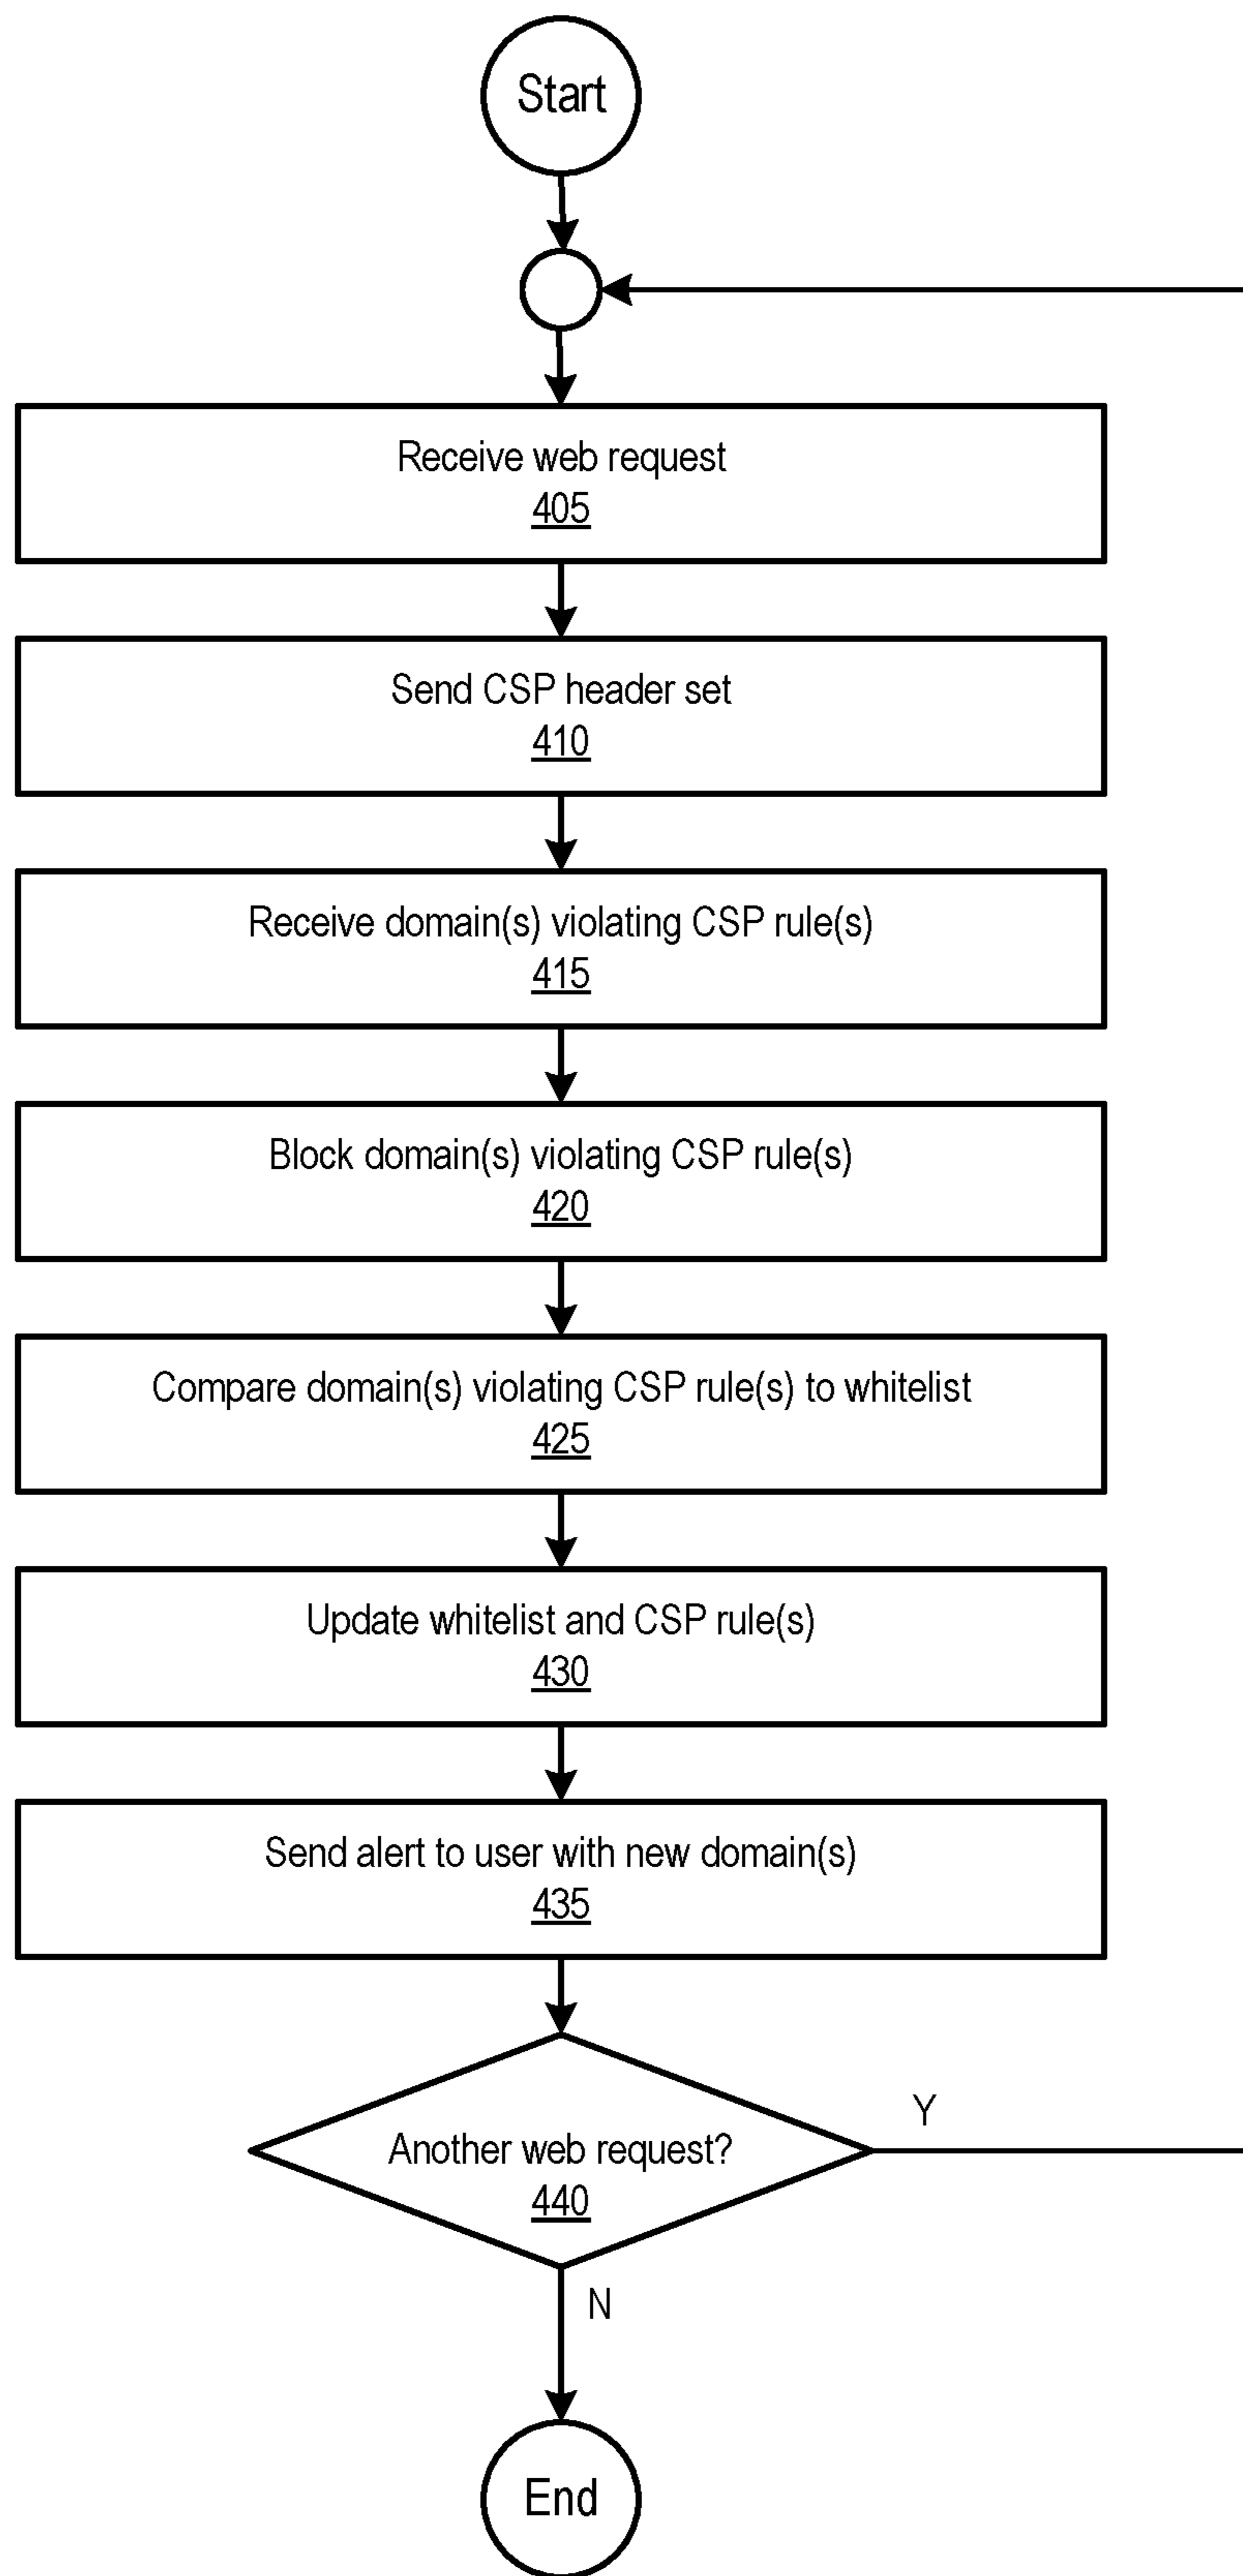 Start
Receive web request
405
Send CSP header set
410
Receive domain(s) violating CSP rule(s)
415
Block domain(s) violating CSP rule(s)
420
Compare domain(s) violating CSP rule(s) to whitelist
425
Update whitelist and CSP rule(s)
430
Send alert to user with new domain(s)
435
Y
Another web request?
440
N
End